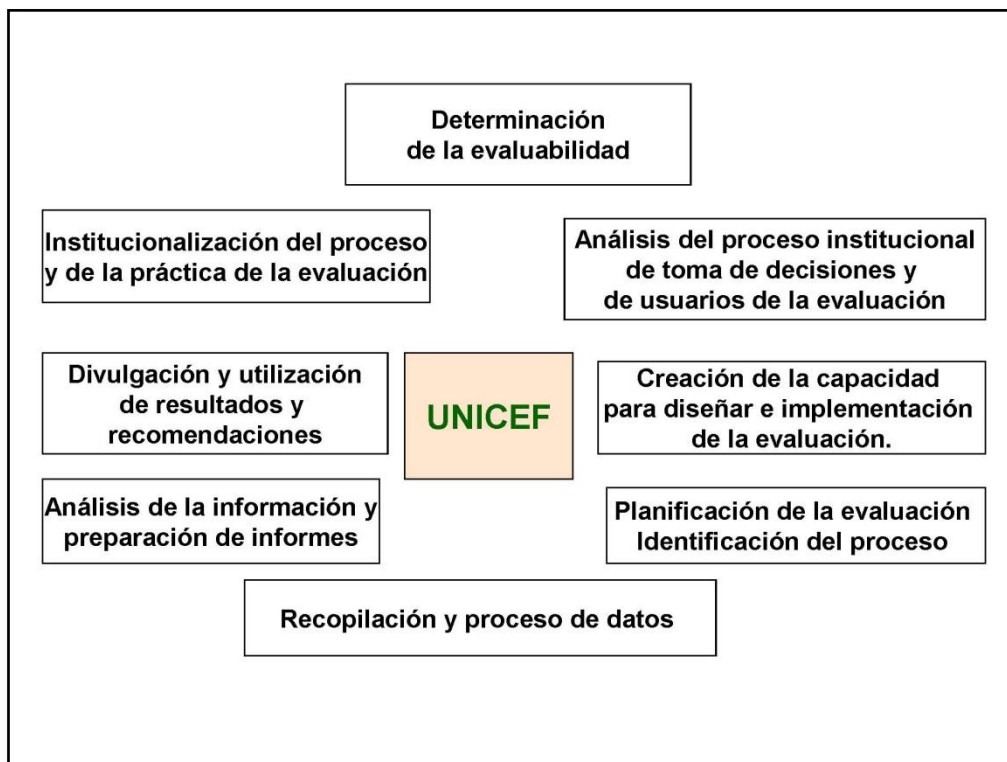 Determinación
de la evaluabilidad
Institucionalización del proceso
y de la práctica de la evaluación
Análisis del proceso institucional
de toma de decisiones y
de usuarios de la evaluación
Divulgación y utilización
de resultados y
recomendaciones
UNICEF
Creación de la capacidad
para diseñar e implementación
de la evaluación.
Análisis de la información y
preparación de informes
Planificación de la evaluación
Identificación del proceso
Recopilación y proceso de datos